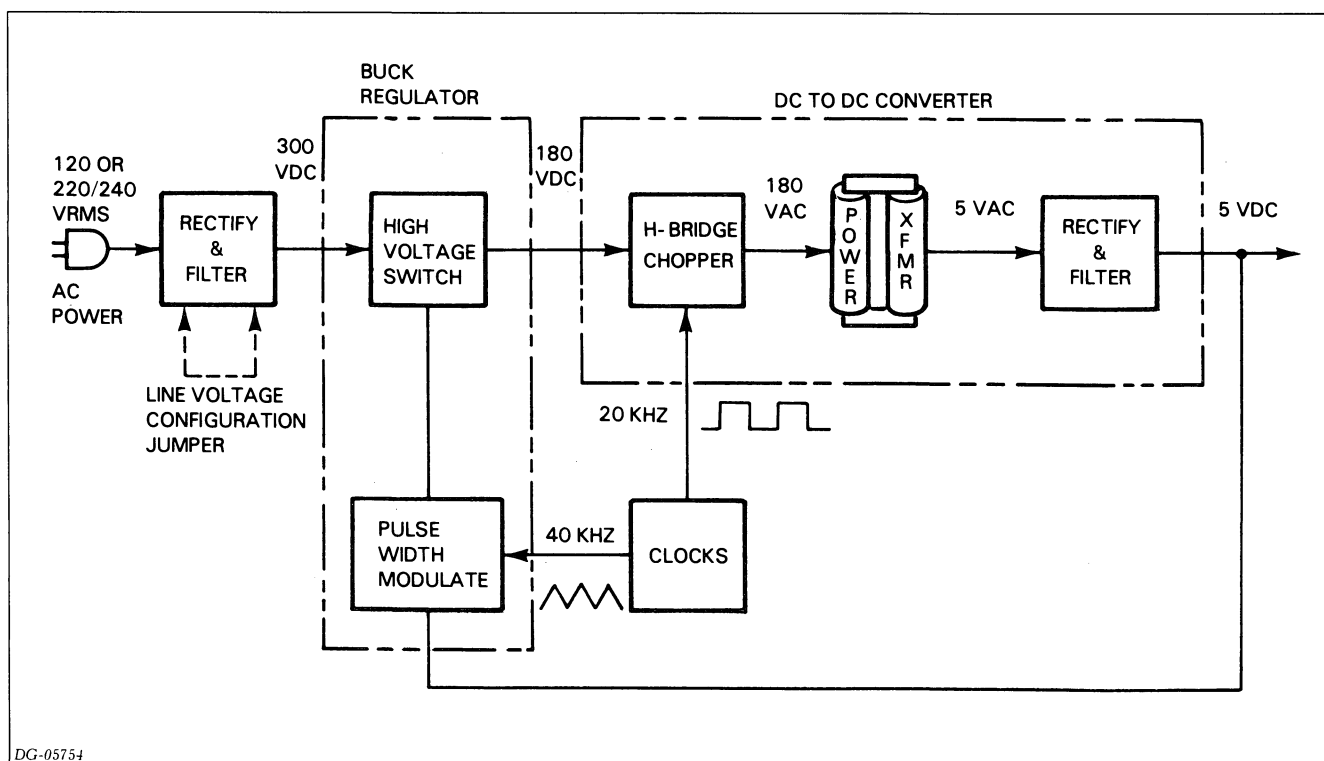 BUCK
REGULATOR
DC TO DC CONVERTER
120 OR
220/240
VRMS
AC
POWER
RECTIFY
&
FILTER
LINE VOLTAGE
CONFIGURATION
JUMPER
300
VDC
HIGH
VOLTAGE
SWITCH
180
VDC
H-BRIDGE
CHOPPER
180
VAC
POWER
XFMR
5 VAC
RECTIFY
&
FILTER
5 VDC
20 KHZ
PULSE
WIDTH
MODULATE
40 KHZ
CLOCKS
DG-05754